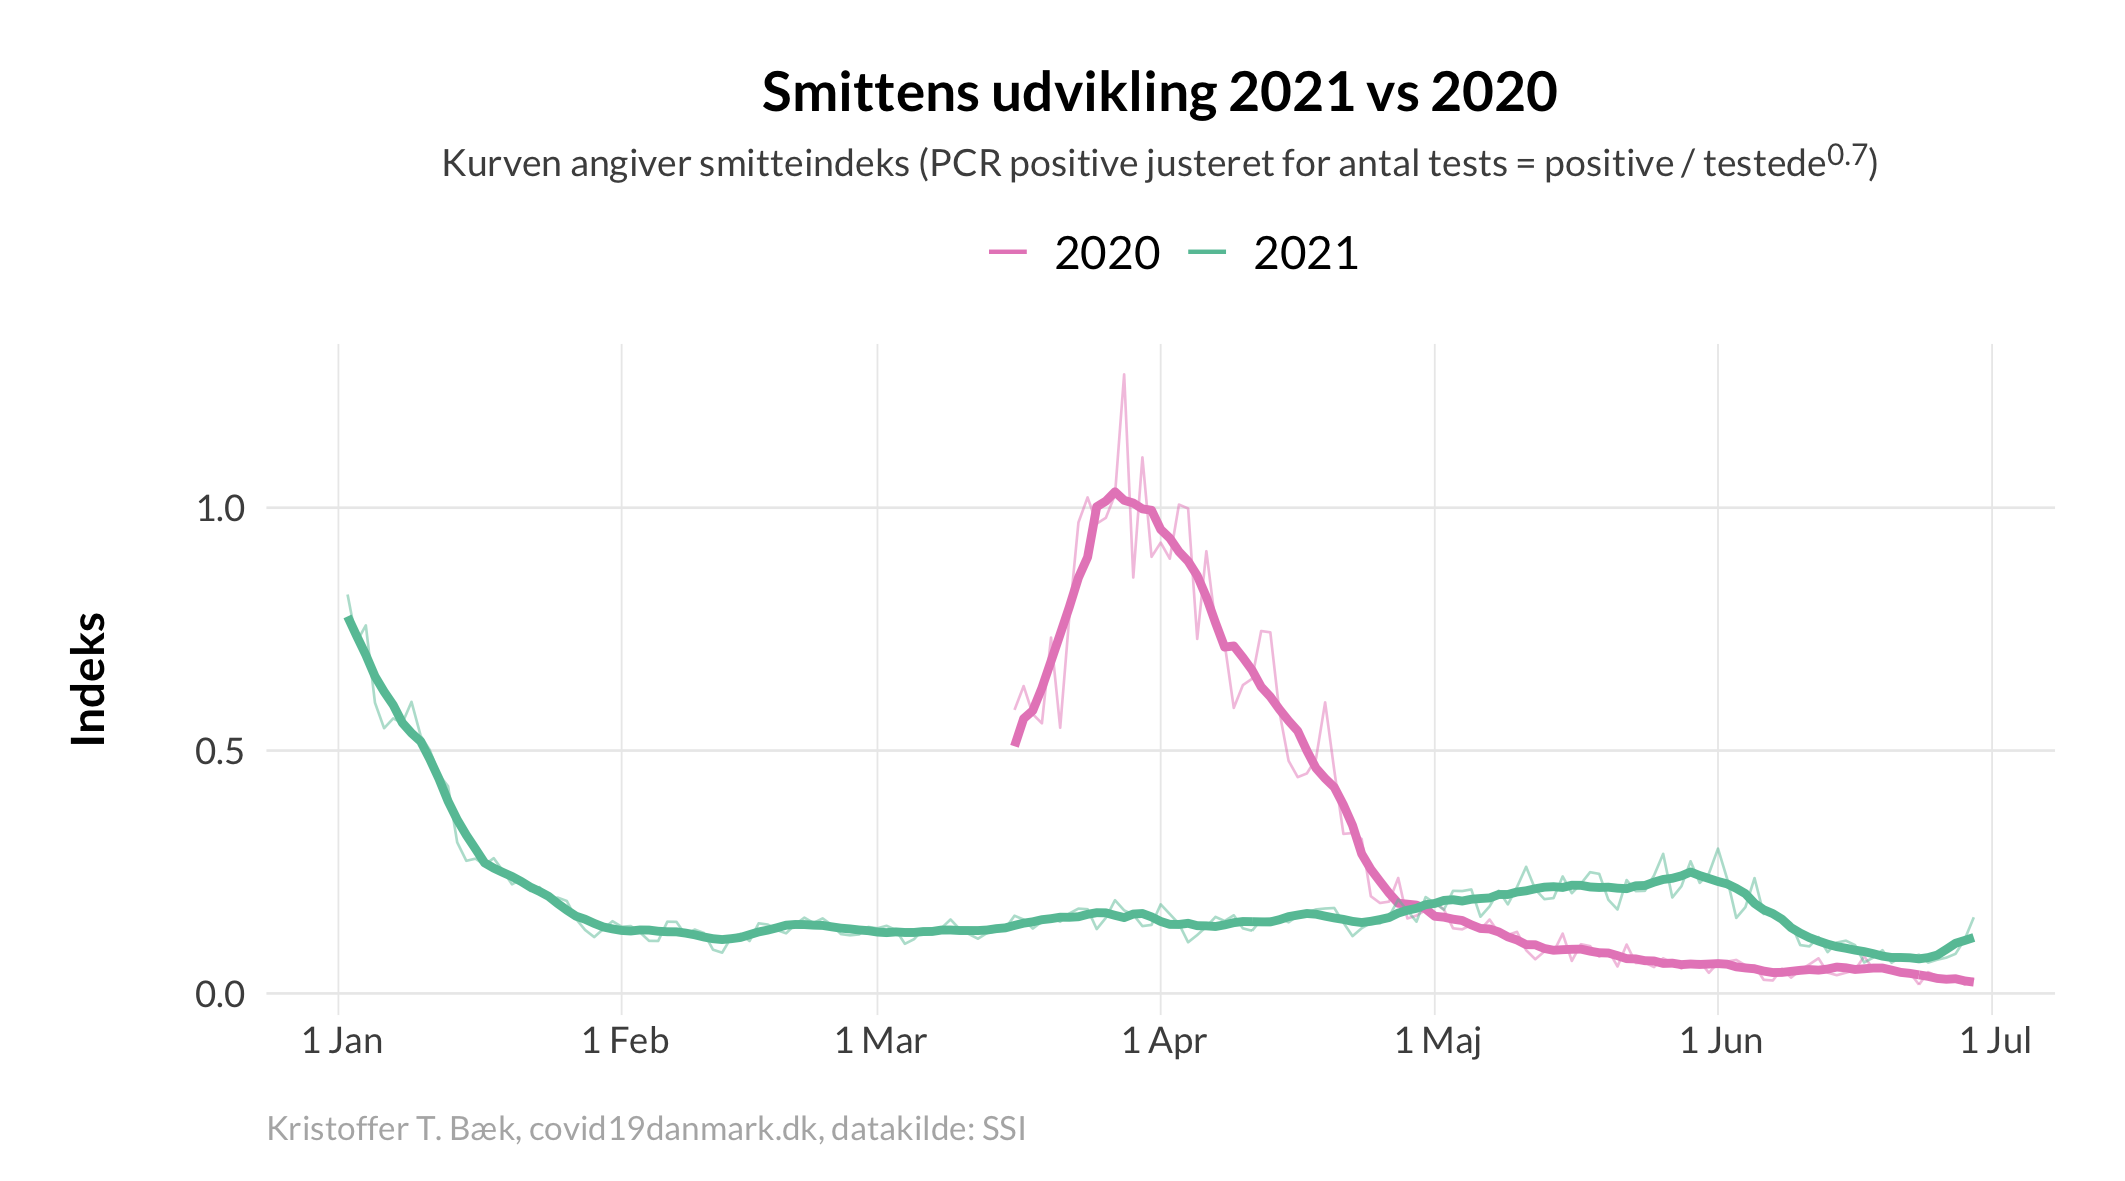 Smittens udvikling 2021 vs 2020
Kurven angiver smitteindeks (PCR positive justeret for antal tests = positive / testede^0.7)
2020 2021
Indeks
1.0
0.5
0.0
1 Jan 1 Feb 1 Mar 1 Apr 1 Maj 1 Jun 1 Jul
Kristoffer T. Bæk, covid19danmark.dk, datakilde: SSI